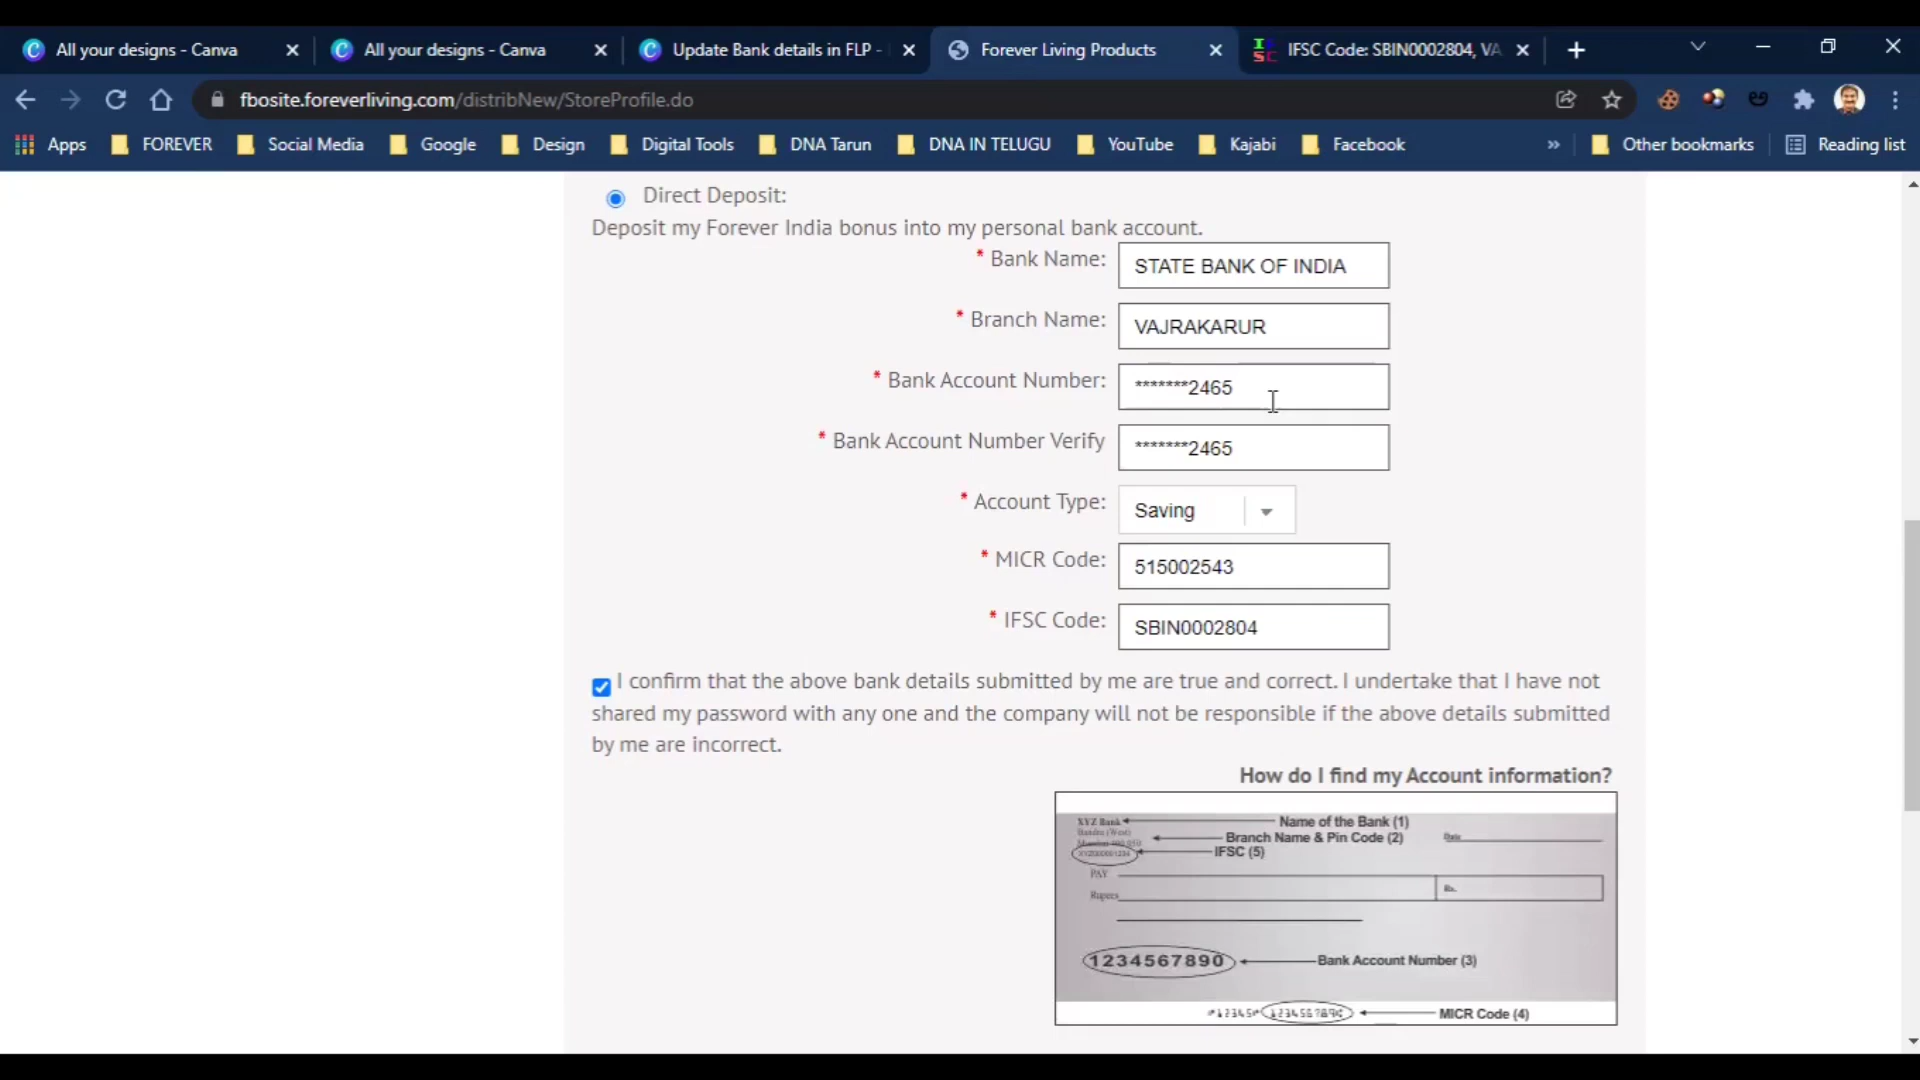 All your designs - Canva
All your designs - Canva
Update Bank details in FLP -
Forever Living Products
IFSC Code: SBIN0002804, VA
fbosite.foreverliving.com/distribNew/StoreProfile.do
Apps FOREVER Social Media Google Design Digital Tools DNA Tarun DNA IN TELUGU YouTube Kajabi Facebook » Other bookmarks Reading list
Direct Deposit:
Deposit my Forever India bonus into my personal bank account.
* Bank Name: STATE BANK OF INDIA
* Branch Name: VAJRAKARUR
* Bank Account Number: *******2465
* Bank Account Number Verify *******2465
* Account Type: Saving
* MICR Code: 515002543
* IFSC Code: SBIN0002804
I confirm that the above bank details submitted by me are true and correct. I undertake that I have not
shared my password with any one and the company will not be responsible if the above details submitted
by me are incorrect.
How do I find my Account information?
XYZ Bank Name of the Bank (1)
Bandra (West) Branch Name & Pin Code (2) Date
IFSC (5)
PAY
Rupees Rs.
1234567890 Bank Account Number (3)
MICR Code (4)